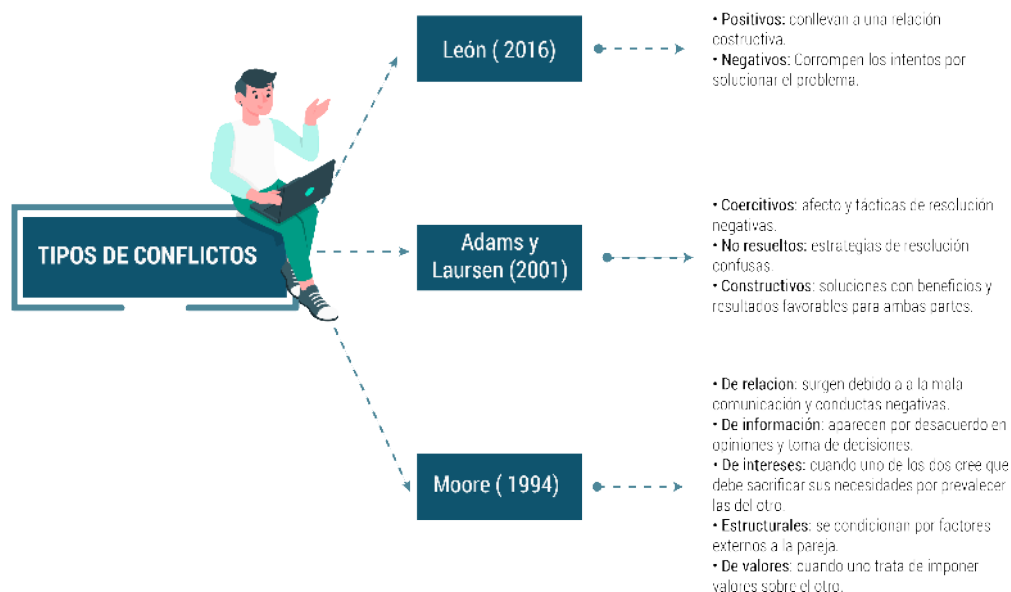 TIPOS DE CONFLICTOS
León ( 2016)
• Positivos: conllevan a una relación
costructiva.
• Negativos: Corrompen los intentos por
solucionar el problema.
Adams y
Laursen (2001)
• Coercitivos: afecto y tácticas de resolución
negativas.
• No resueltos: estrategias de resolución
confusas.
• Constructivos: soluciones con beneficios y
resultados favorables para ambas partes.
Moore ( 1994)
• De relacion: surgen debido a a la mala
comunicación y conductas negativas.
• De información: aparecen por desacuerdo en
opiniones y toma de decisiones.
• De intereses: cuando uno de los dos cree que
debe sacrificar sus necesidades por prevalecer
las del otro.
• Estructurales: se condicionan por factores
externos a la pareja.
• De valores: cuando uno trata de imponer
valores sobre el otro.